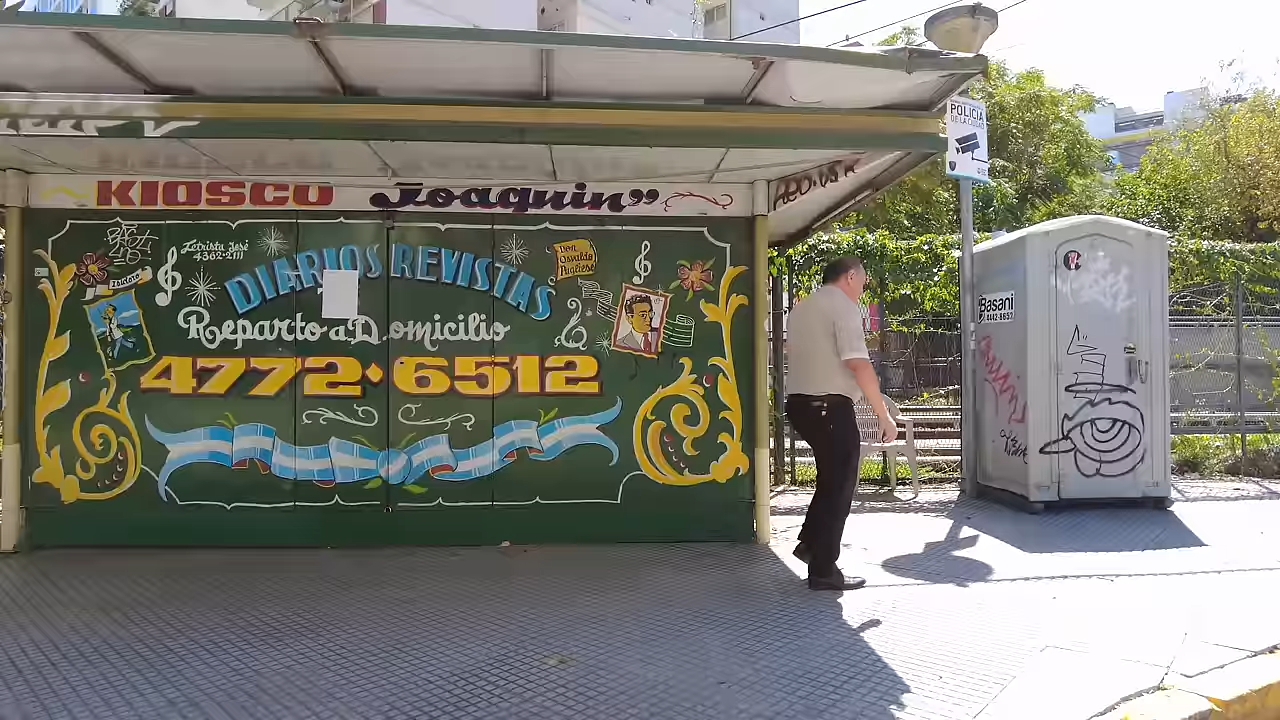 KIOSCO Joaquin”
POLICIA
DE LA CIUDAD
Letrista José
4362-2111
DIARIOS REVISTAS
Don
Osvaldo
Pugliese
Reparto a Domicilio
4772·6512
Basani
4442-8652